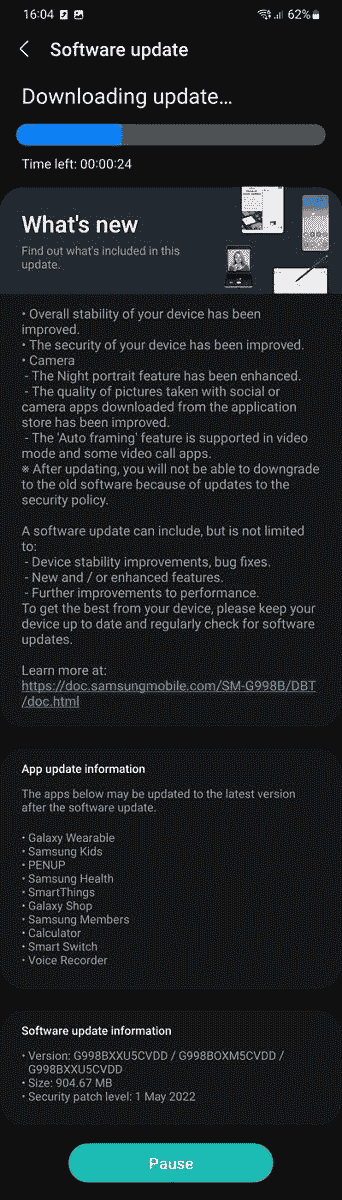 16:04 62%
Software update
Downloading update...
Time left: 00:00:24
What's new
Find out what's included in this
update.
• Overall stability of your device has been
improved.
• The security of your device has been improved.
• Camera
- The Night portrait feature has been enhanced.
- The quality of pictures taken with social or
camera apps downloaded from the application
store has been improved.
- The 'Auto framing' feature is supported in video
mode and some video call apps.
※ After updating, you will not be able to downgrade
to the old software because of updates to the
security policy.
A software update can include, but is not limited
to:
- Device stability improvements, bug fixes.
- New and / or enhanced features.
- Further improvements to performance.
To get the best from your device, please keep your
device up to date and regularly check for software
updates.
Learn more at:
https://doc.samsungmobile.com/SM-G998B/DBT
/doc.html
App update information
The apps below may be updated to the latest version
after the software update.
• Galaxy Wearable
• Samsung Kids
• PENUP
• Samsung Health
• SmartThings
• Galaxy Shop
• Samsung Members
• Calculator
• Smart Switch
• Voice Recorder
Software update information
• Version: G998BXXU5CVDD / G998BOXM5CVDD /
G998BXXU5CVDD
• Size: 904.67 MB
• Security patch level: 1 May 2022
Pause